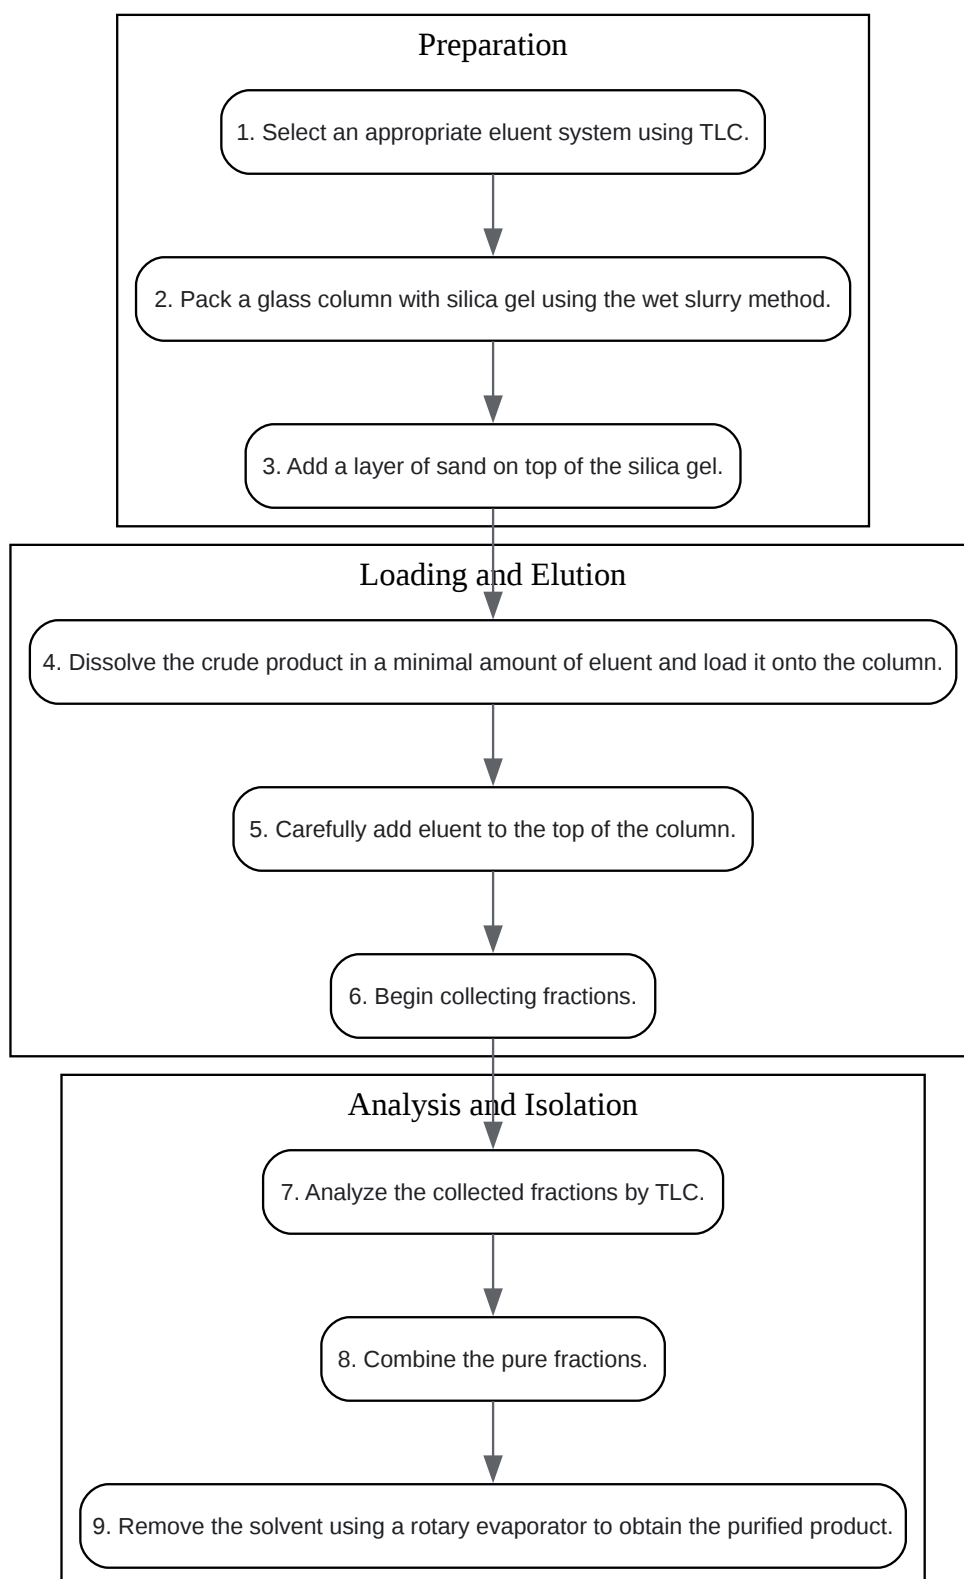 Preparation
1. Select an appropriate eluent system using TLC.
2. Pack a glass column with silica gel using the wet slurry method.
3. Add a layer of sand on top of the silica gel.
Loading and Elution
4. Dissolve the crude product in a minimal amount of eluent and load it onto the column.
5. Carefully add eluent to the top of the column.
6. Begin collecting fractions.
Analysis and Isolation
7. Analyze the collected fractions by TLC.
8. Combine the pure fractions.
9. Remove the solvent using a rotary evaporator to obtain the purified product.